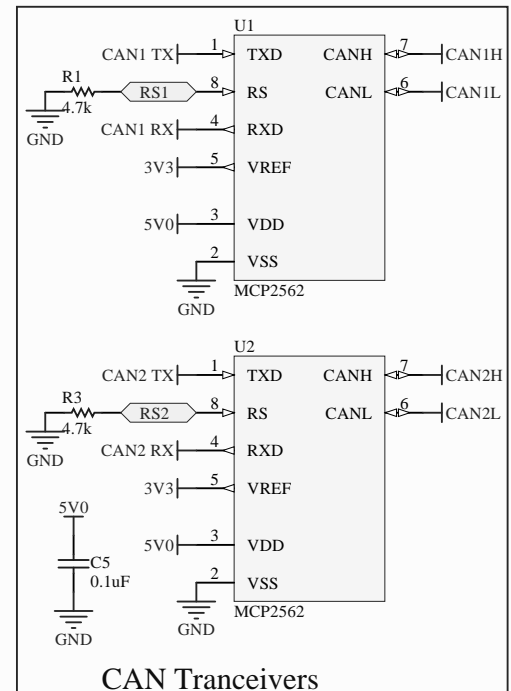 U1
CAN1 TX 1 TXD CANH 7 CAN1H
R1
4.7k RS1 8 RS CANL 6 CAN1L
GND
CAN1 RX 4 RXD
3V3 5 VREF
5V0 3 VDD
2 VSS
GND
MCP2562
U2
CAN2 TX 1 TXD CANH 7 CAN2H
R3
4.7k RS2 8 RS CANL 6 CAN2L
GND
CAN2 RX 4 RXD
3V3 5 VREF
5V0
5V0 3 VDD
C5
0.1uF
2 VSS
GND
GND
MCP2562
CAN Tranceivers